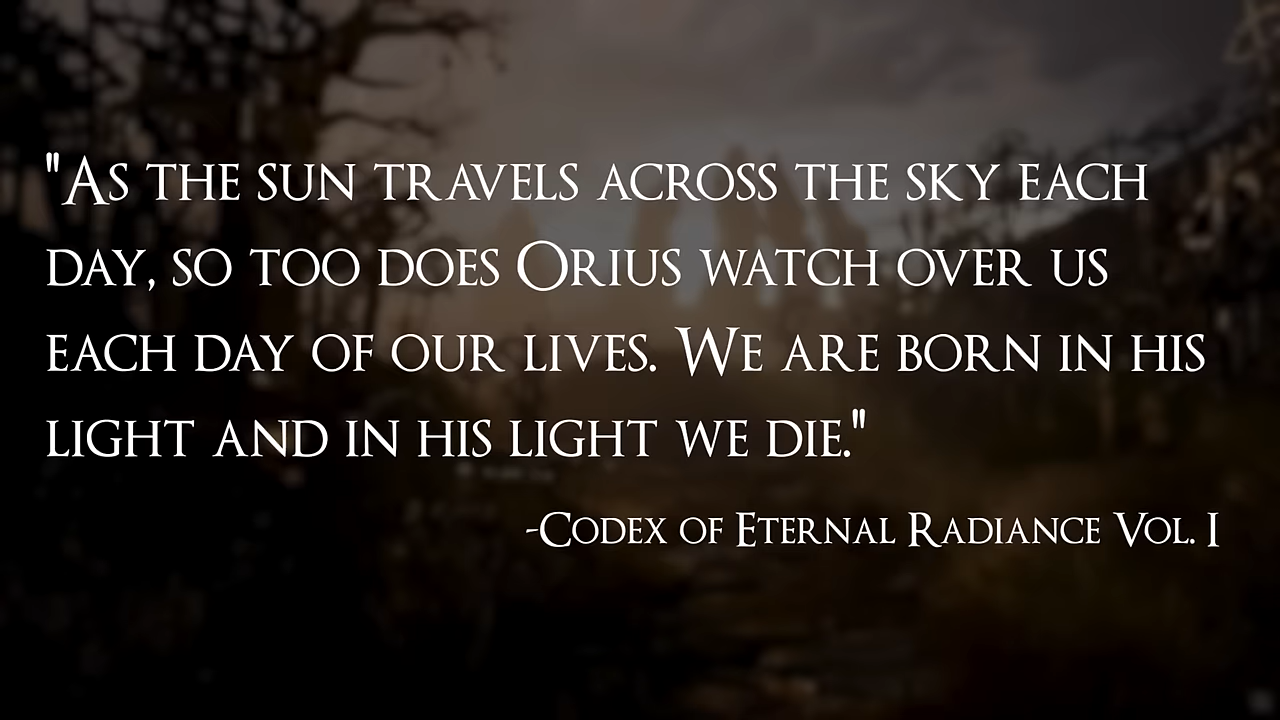 "As the sun travels across the sky each
day, so too does Orius watch over us
each day of our lives. We are born in his
light and in his light we die."
-Codex of Eternal Radiance Vol. I